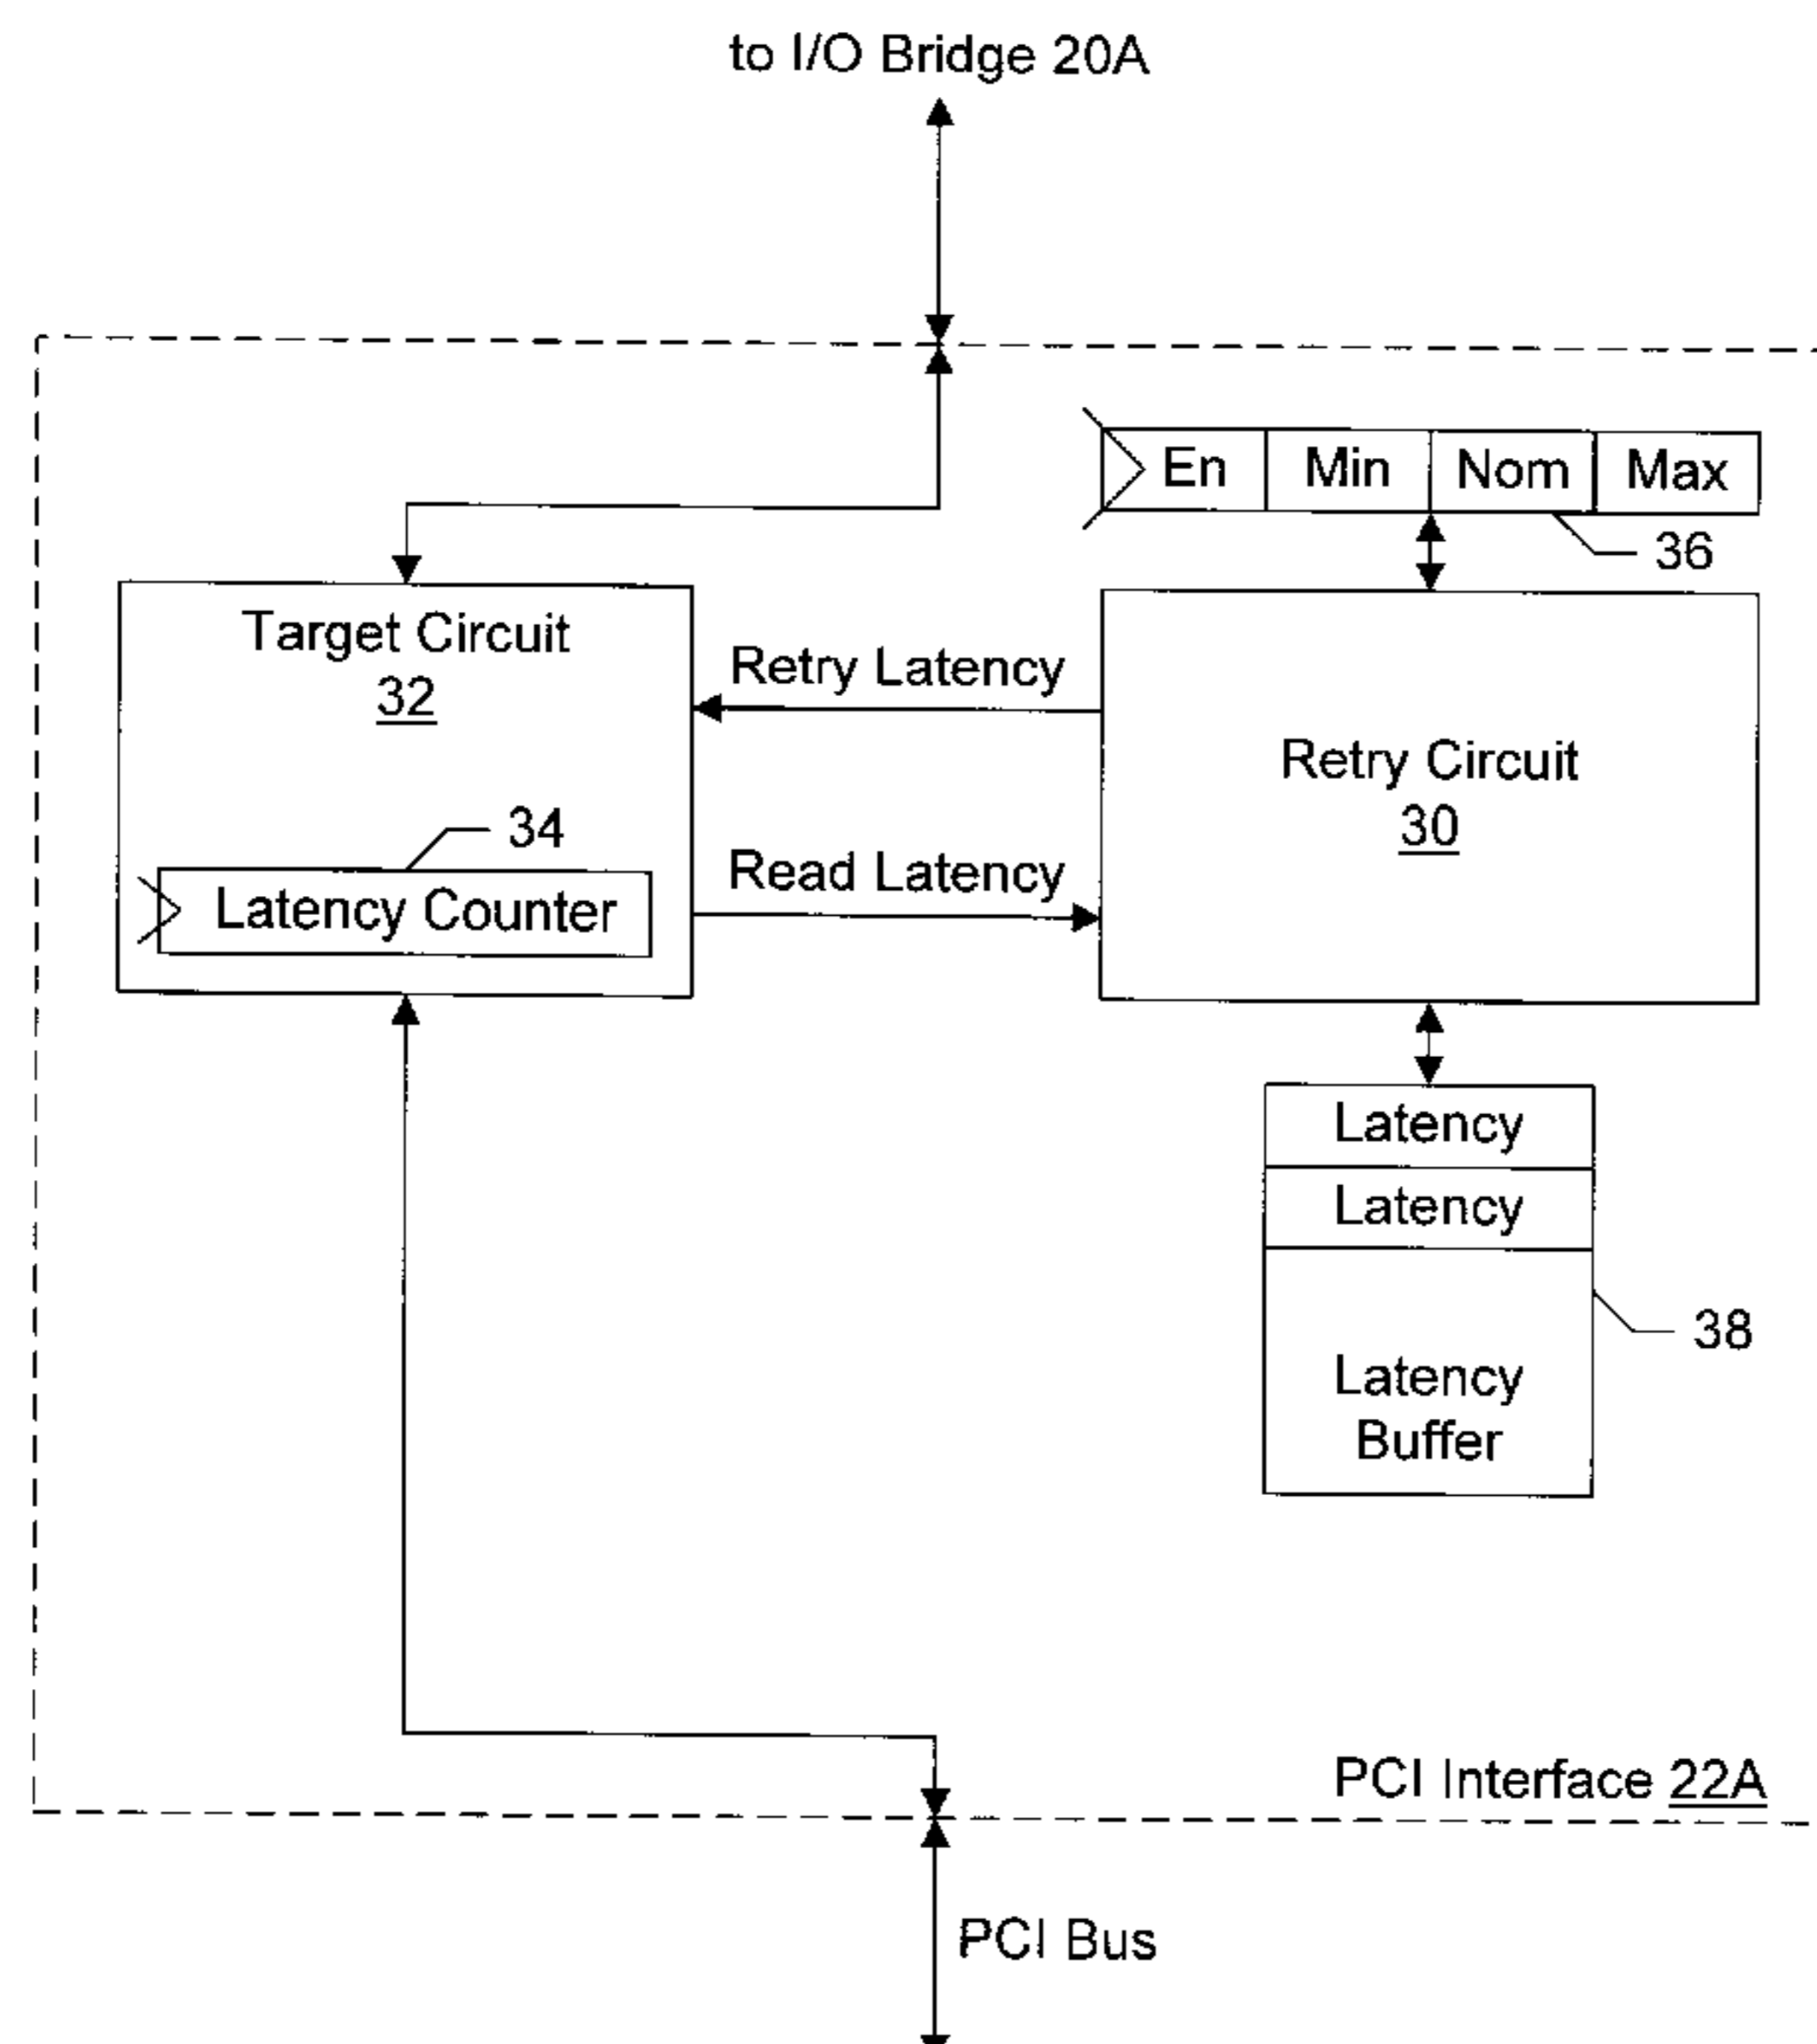 to I/O Bridge 20A
En Min Nom Max
36
Target Circuit
32
Retry Latency
Retry Circuit
30
34
Read Latency
Latency Counter
Latency
Latency
38
Latency
Buffer
PCI Interface 22A
PCI Bus